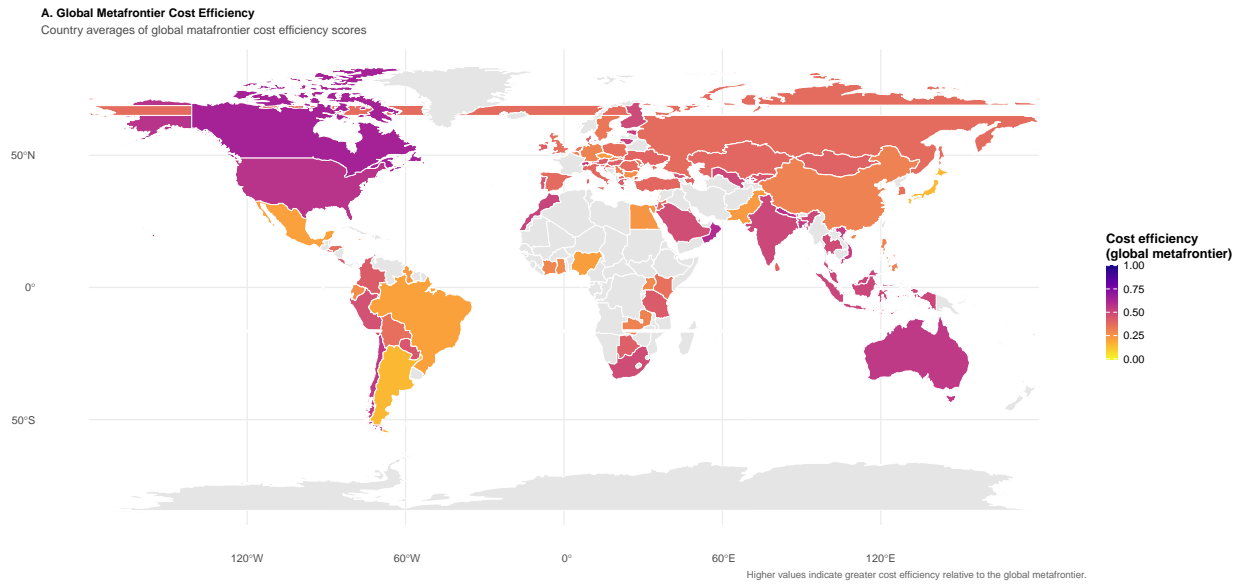 A. Global Metafrontier Cost Efficiency
Country averages of global matafrontier cost efficiency scores
50°N
0°
50°S
120°W
60°W
0°
60°E
120°E
Cost efficiency
(global metafrontier)
1.00
0.75
0.50
0.25
0.00
Higher values indicate greater cost efficiency relative to the global metafrontier.